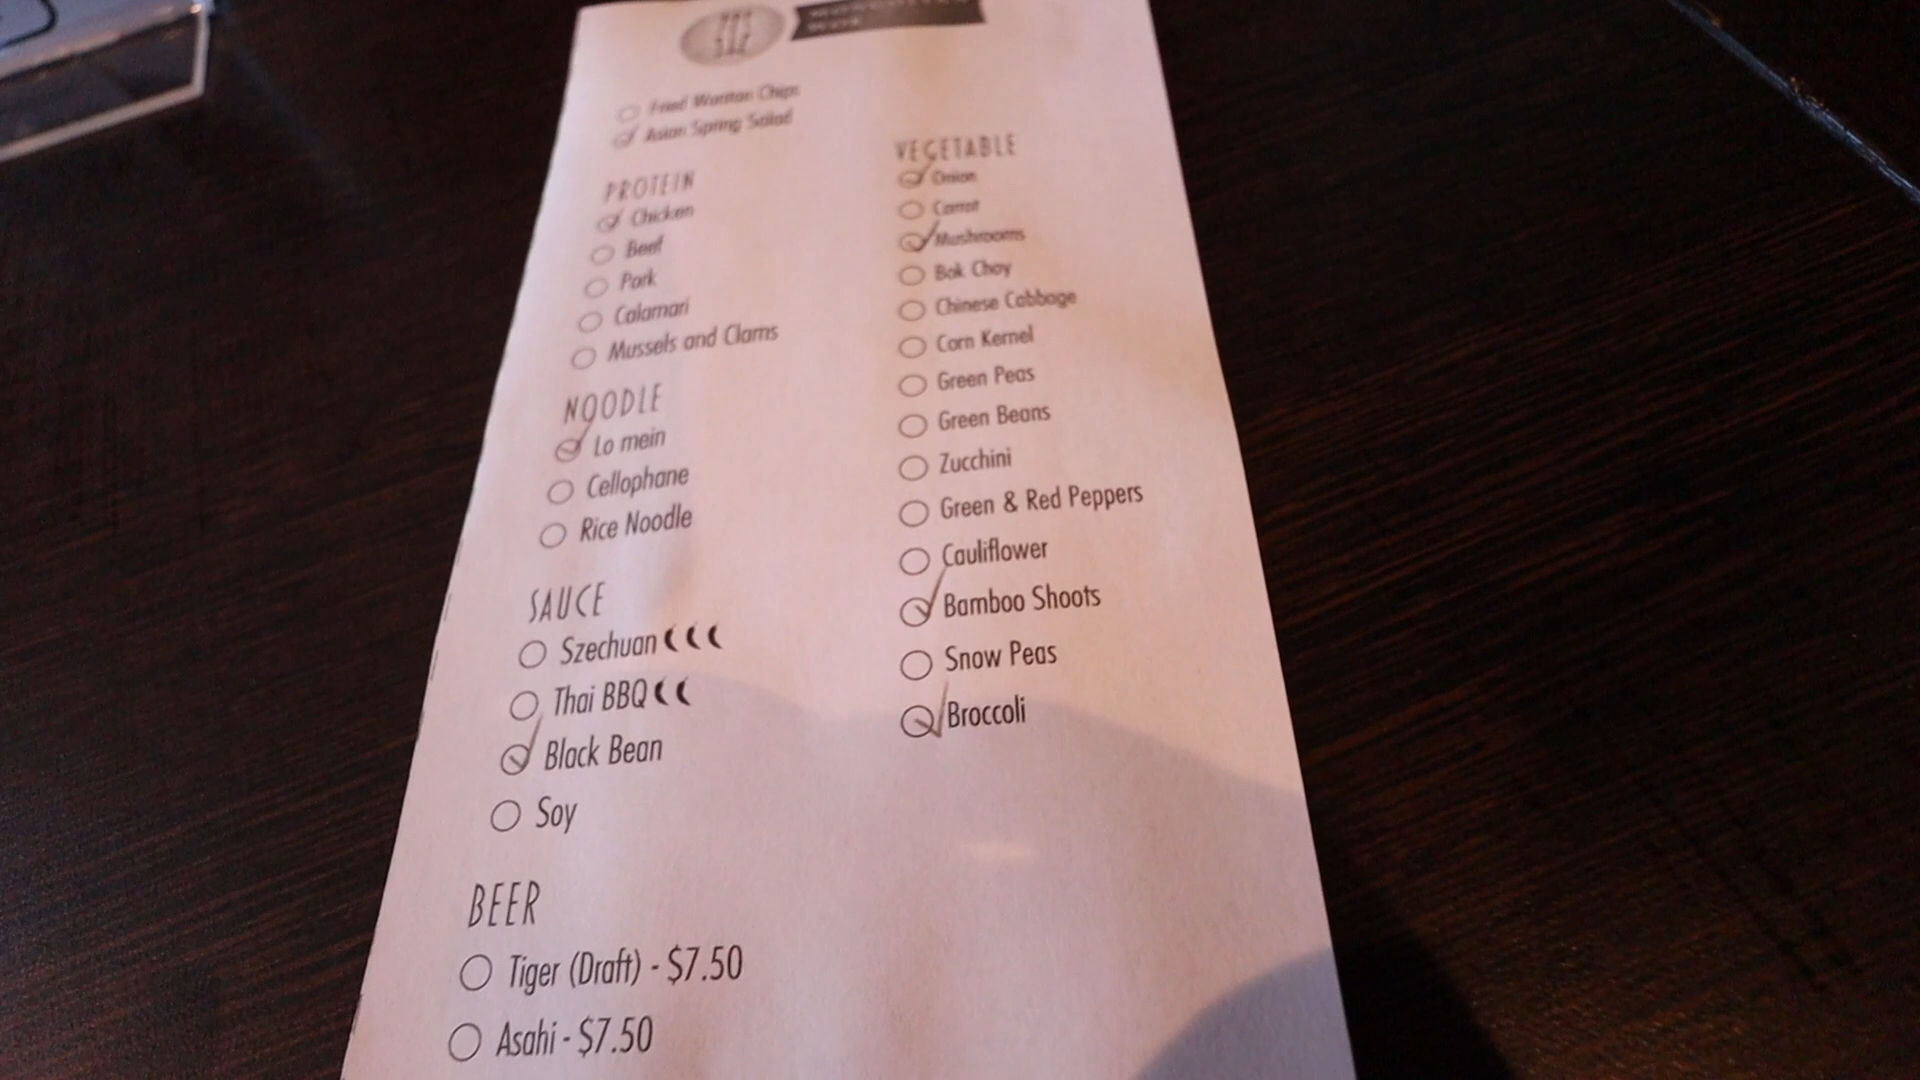 Fried Wonton Chips
Asian Spring Salad
PROTEIN
Chicken
Beef
Pork
Calamari
Mussels and Clams
NOODLE
Lo mein
Cellophane
Rice Noodle
SAUCE
Szechuan
Thai BBQ
Black Bean
Soy
BEER
Tiger (Draft) - $7.50
Asahi - $7.50
VEGETABLE
Onion
Carrot
Mushrooms
Bok Choy
Chinese Cabbage
Corn Kernel
Green Peas
Green Beans
Zucchini
Green & Red Peppers
Cauliflower
Bamboo Shoots
Snow Peas
Broccoli